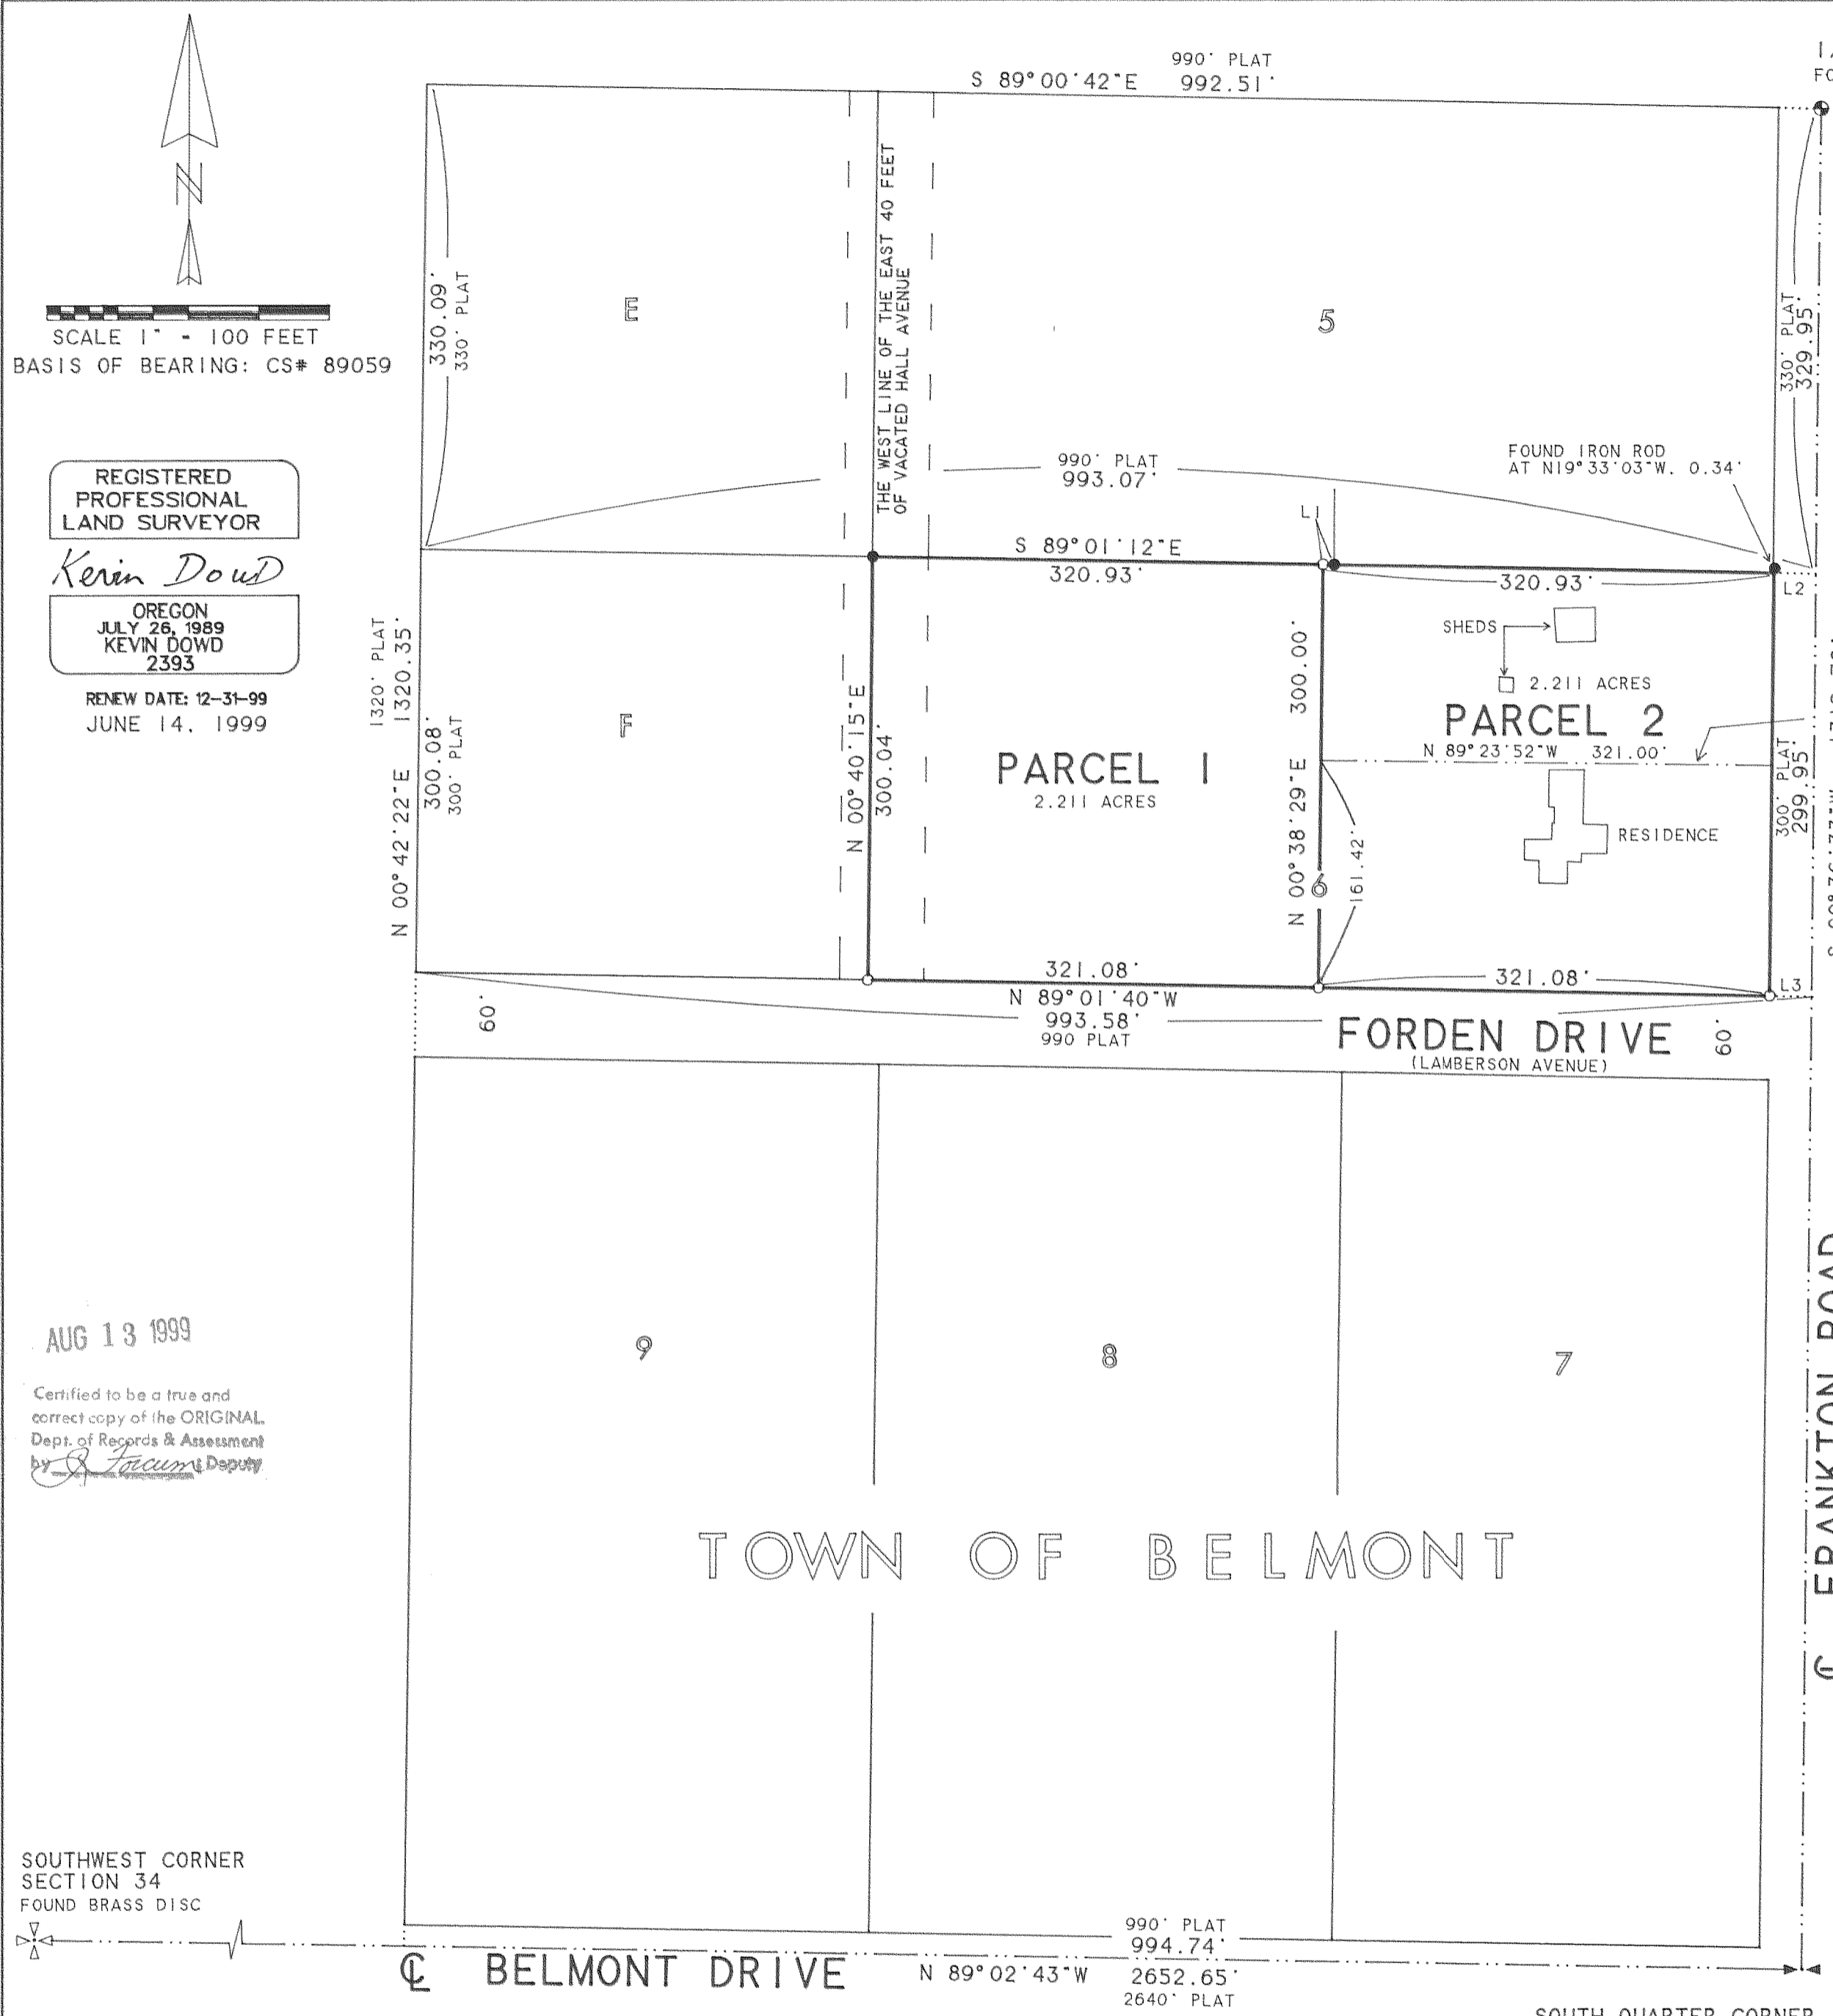 990' PLAT
S 89°00'42"E 992.51'
N
SCALE 1" = 100 FEET
BASIS OF BEARING: CS# 89059
REGISTERED
PROFESSIONAL
LAND SURVEYOR
Kevin Dowd
OREGON
JULY 26, 1989
KEVIN DOWD
2393
RENEW DATE: 12-31-99
JUNE 14, 1999
330.09'
330' PLAT
E
THE WEST LINE OF THE EAST 40 FEET
OF VACATED HALL AVENUE
5
330' PLAT
329.95'
990' PLAT
993.07'
FOUND IRON ROD
AT N19°33'03"W, 0.34'
L1
S 89°01'12"E
320.93'
320.93'
L2
1320' PLAT
1320.35'
N 00°42'22"E
300.08'
300' PLAT
F
N 00°40'15"E
300.04'
PARCEL 1
2.211 ACRES
N 00°38'29"E 300.00'
6
161.42'
SHEDS
2.211 ACRES
PARCEL 2
N 89°23'52"W 321.00'
RESIDENCE
300' PLAT
299.95'
321.08'
321.08'
L3
N 89°01'40"W
993.58'
990 PLAT
60'
FORDEN DRIVE
(LAMBERSON AVENUE)
60'
9
8
7
FRANKTON ROAD
AUG 13 1999
Certified to be a true and
correct copy of the ORIGINAL.
Dept. of Records & Assessment
by Deputy
TOWN OF BELMONT
SOUTHWEST CORNER
SECTION 34
FOUND BRASS DISC
990' PLAT
994.74'
℄ BELMONT DRIVE
N 89°02'43"W 2652.65'
2640' PLAT
SOUTH QUARTER CORNER